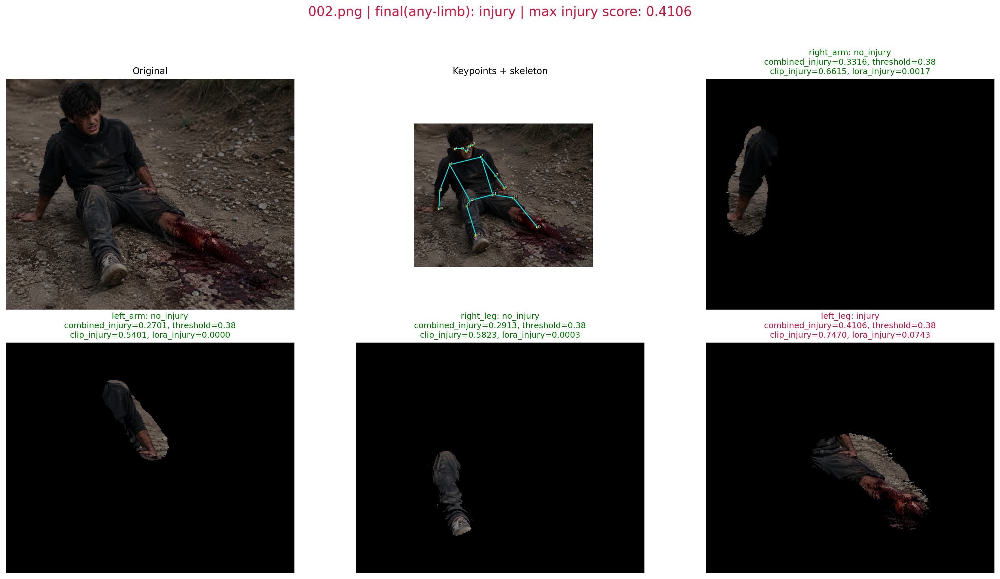 002.png | final(any-limb): injury | max injury score: 0.4106
Original
Keypoints + skeleton
right_arm: no_injury
combined_injury=0.3316, threshold=0.38
clip_injury=0.6615, lora_injury=0.0017
4
2
0
1
3
6
5
7
8
9
10
12
11
13
14
15
16
left_arm: no_injury
combined_injury=0.2701, threshold=0.38
clip_injury=0.5401, lora_injury=0.0000
right_leg: no_injury
combined_injury=0.2913, threshold=0.38
clip_injury=0.5823, lora_injury=0.0003
left_leg: injury
combined_injury=0.4106, threshold=0.38
clip_injury=0.7470, lora_injury=0.0743